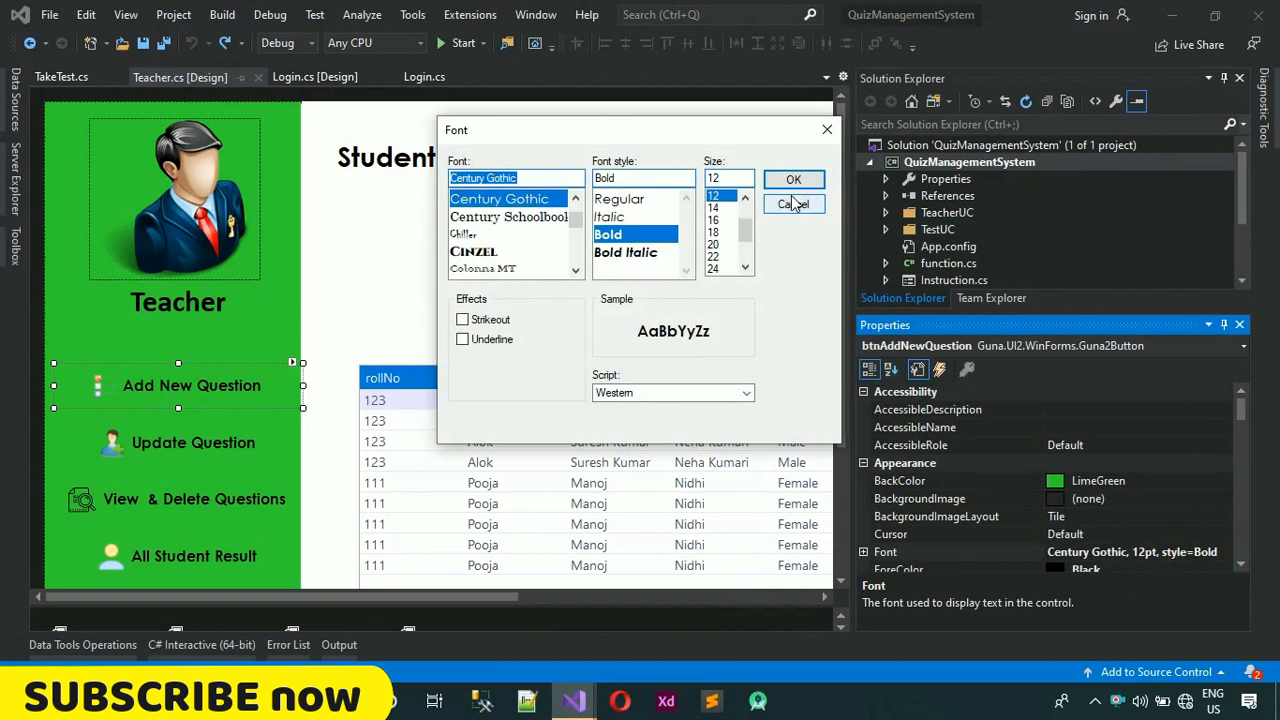 File Edit View Project Build Debug Test Analyze Tools Extensions Window Help Search (Ctrl+Q) QuizManagementSystem Sign in
Debug Any CPU Start Live Share
TakeTest.cs Teacher.cs [Design] Login.cs [Design] Login.cs
Data Sources
Server Explorer
Toolbox
Teacher
Add New Question
Update Question
View & Delete Questions
All Student Result
Student
rollNo
123
123 Alok Suresh Kumar Neha Kumari Male
111 Pooja Manoj Nidhi Female
111 Pooja Manoj Nidhi Female
111 Pooja Manoj Nidhi Female
111 Pooja Manoj Nidhi Female
111 Pooja Manoj Nidhi Female
Font
Font: Font style: Size:
Century Gothic Bold 12
Century Gothic
Century Schoolbook
Chiller
CINZEL
Colonna MT
Regular
Italic
Bold
Bold Italic
12
14
16
18
20
22
24
OK
Cancel
Effects
Strikeout
Underline
Sample
AaBbYyZz
Script:
Western
Solution Explorer
Search Solution Explorer (Ctrl+;)
Solution 'QuizManagementSystem' (1 of 1 project)
QuizManagementSystem
Properties
References
TeacherUC
TestUC
App.config
function.cs
Instruction.cs
Solution Explorer Team Explorer
Diagnostic Tools
Properties
btnAddNewQuestion Guna.UI2.WinForms.Guna2Button
Accessibility
AccessibleDescription
AccessibleName
AccessibleRole Default
Appearance
BackColor LimeGreen
BackgroundImage (none)
BackgroundImageLayout Tile
Cursor Default
Font Century Gothic, 12pt, style=Bold
ForeColor Black
Font
The font used to display text in the control.
Data Tools Operations C# Interactive (64-bit) Error List Output
Add to Source Control 2
SUBSCRIBE now
Xd
ENG
US